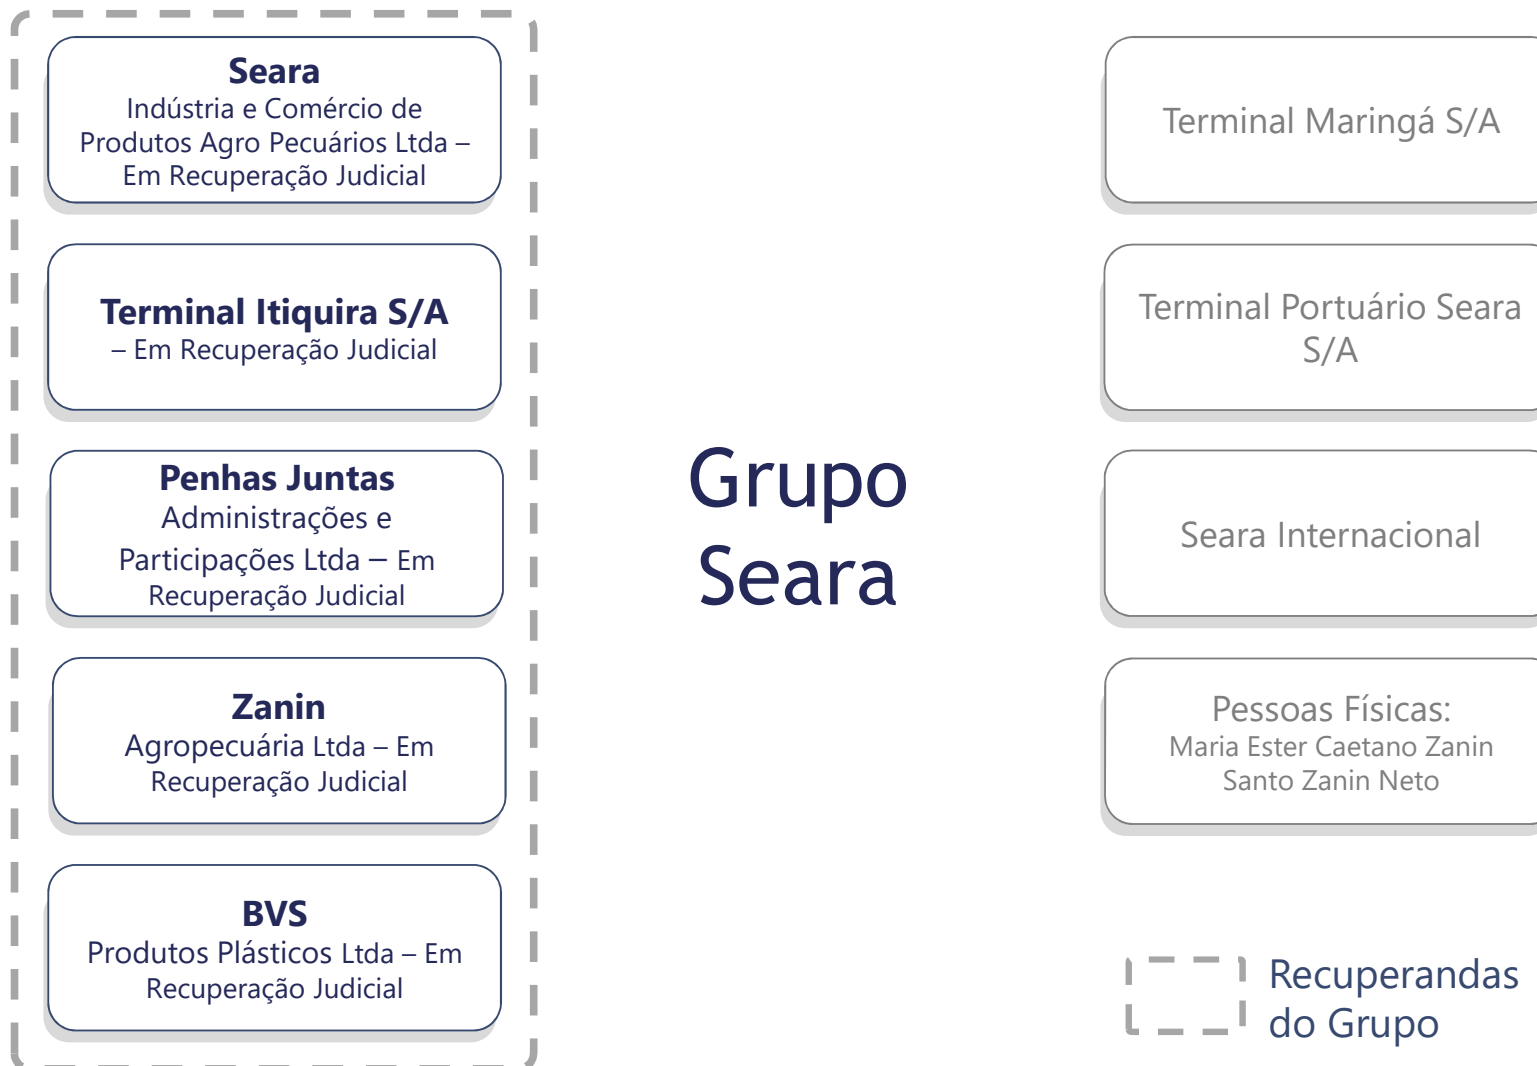 Seara
Indústria e Comércio de
Produtos Agro Pecuários Ltda –
Em Recuperação Judicial
Terminal Itiquira S/A
– Em Recuperação Judicial
Penhas Juntas
Administrações e
Participações Ltda – Em
Recuperação Judicial
Zanin
Agropecuária Ltda – Em
Recuperação Judicial
BVS
Produtos Plásticos Ltda – Em
Recuperação Judicial
Grupo
Seara
Terminal Maringá S/A
Terminal Portuário Seara
S/A
Seara Internacional
Pessoas Físicas:
Maria Ester Caetano Zanin
Santo Zanin Neto
Recuperandas
do Grupo